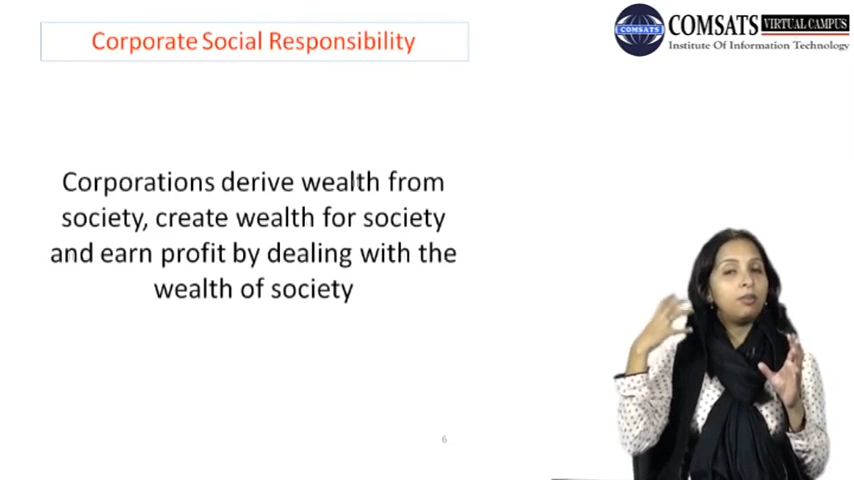 Corporate Social Responsibility
COMSATS VIRTUAL CAMPUS
Institute Of Information Technology
COMSATS
Corporations derive wealth from
society, create wealth for society
and earn profit by dealing with the
wealth of society
6